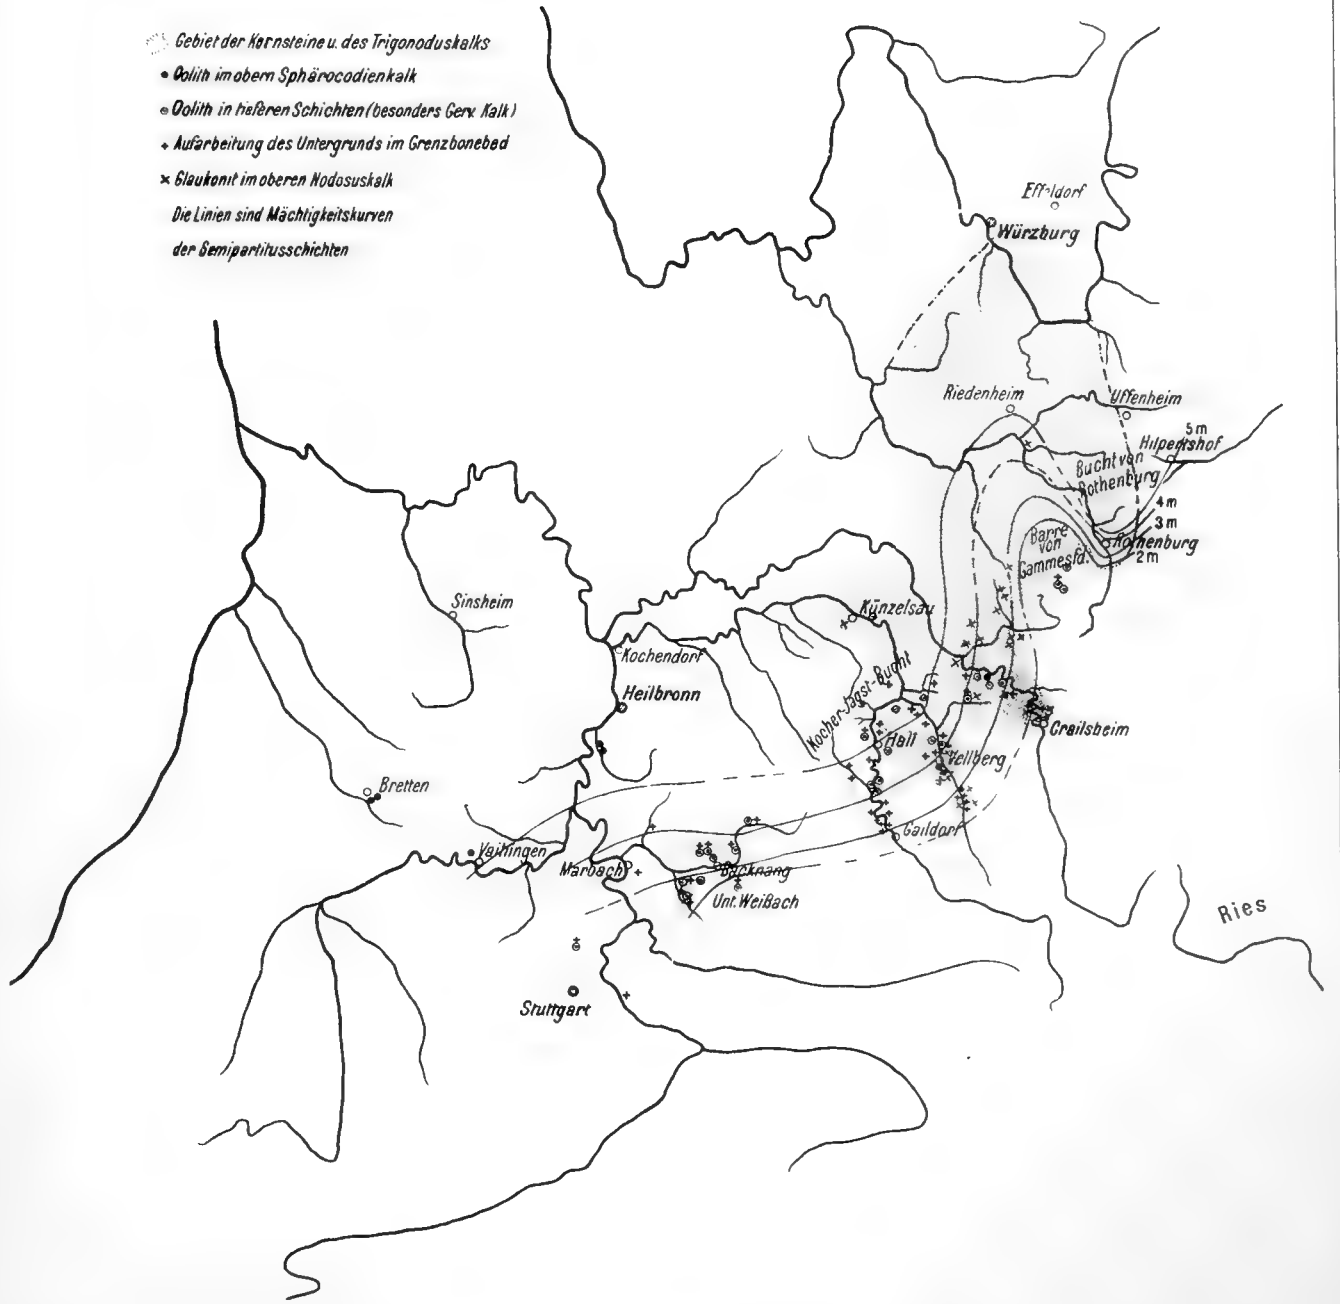 Gebiet der Kornsteine u. des Trigonoduskalks
Oolith im obern Sphärocodienkalk
Oolith in tieferen Schichten (besonders Gerv. Kalk)
Aufarbeitung des Untergrunds im Grenzbonebed
Glaukonit im oberen Nodosuskalk
Die Linien sind Mächtigkeitskurven
der Semipartitusschichten
Effeldorf
Würzburg
Riedenheim
Uffenheim
5m
Hilpertshof
Bucht von
Rothenburg
4m
3m
Barre
von
Gammesfd.
Rothenburg
2m
Sinsheim
Künzelsau
Kochendorf
Heilbronn
Kocher-Jagst-Bucht
Hall
Crailsheim
Vellberg
Bretten
Gaildorf
Vaihingen
Marbach
Backnang
Unt. Weißach
Ries
Stuttgart